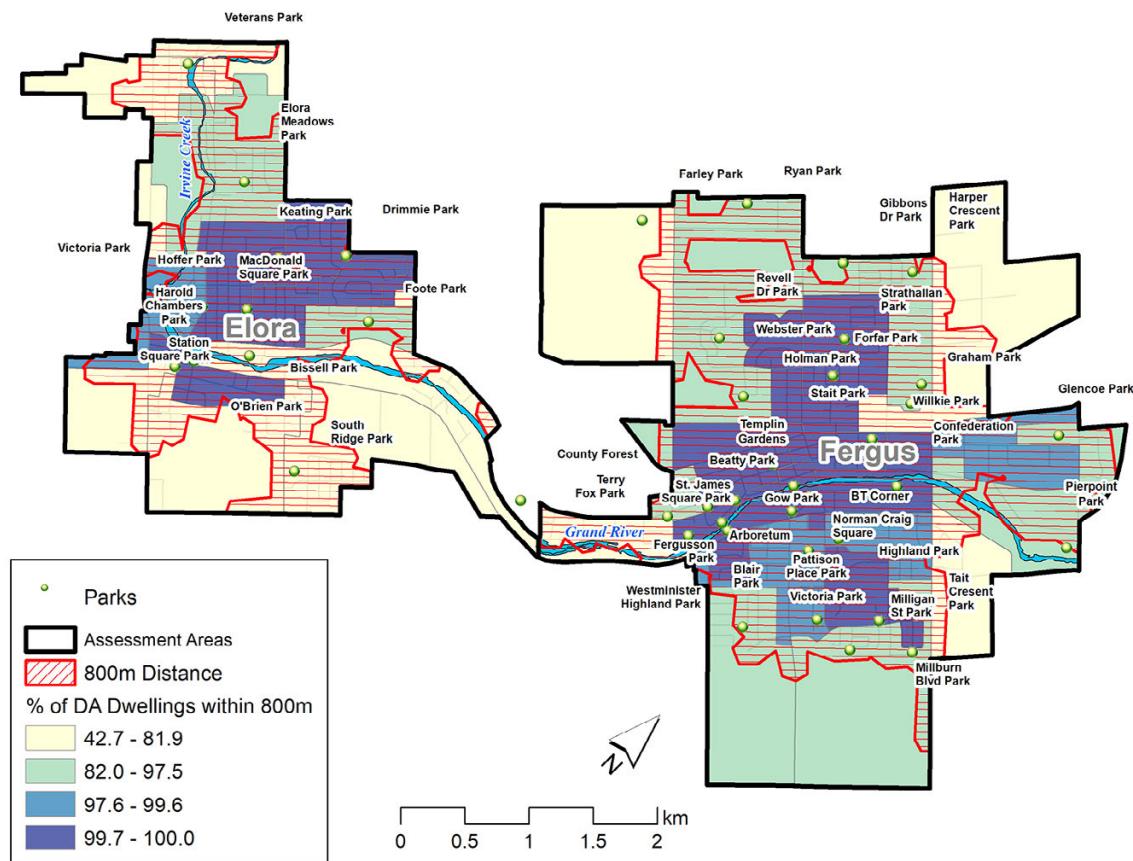 Veterans Park
Elora
Meadows
Park
Irvine Creek
Keating Park
Drimmie Park
Victoria Park
Hoffer Park
MacDonald
Square Park
Harold
Chambers
Park
Foote Park
Elora
Station
Square Park
Bissell Park
O'Brien Park
South
Ridge Park
Farley Park
Ryan Park
Gibbons
Dr Park
Harper
Crescent
Park
Revell
Dr Park
Strathallan
Park
Webster Park
Forfar Park
Holman Park
Graham Park
Stait Park
Willkie Park
Glencoe Park
Templin
Gardens
Confederation
Park
Fergus
County Forest
Beatty Park
Terry
Fox Park
St. James
Square Park
Gow Park
BT Corner
Pierpoint
Park
Grand River
Arboretum
Norman Craig
Square
Fergusson
Park
Highland Park
Blair
Park
Pattison
Place Park
Tait
Cresent
Park
Westminister
Highland Park
Victoria Park
Milligan
St Park
Millburn
Blvd Park
Parks
Assessment Areas
800m Distance
% of DA Dwellings within 800m
42.7 - 81.9
82.0 - 97.5
97.6 - 99.6
99.7 - 100.0
N
km
0 0.5 1 1.5 2